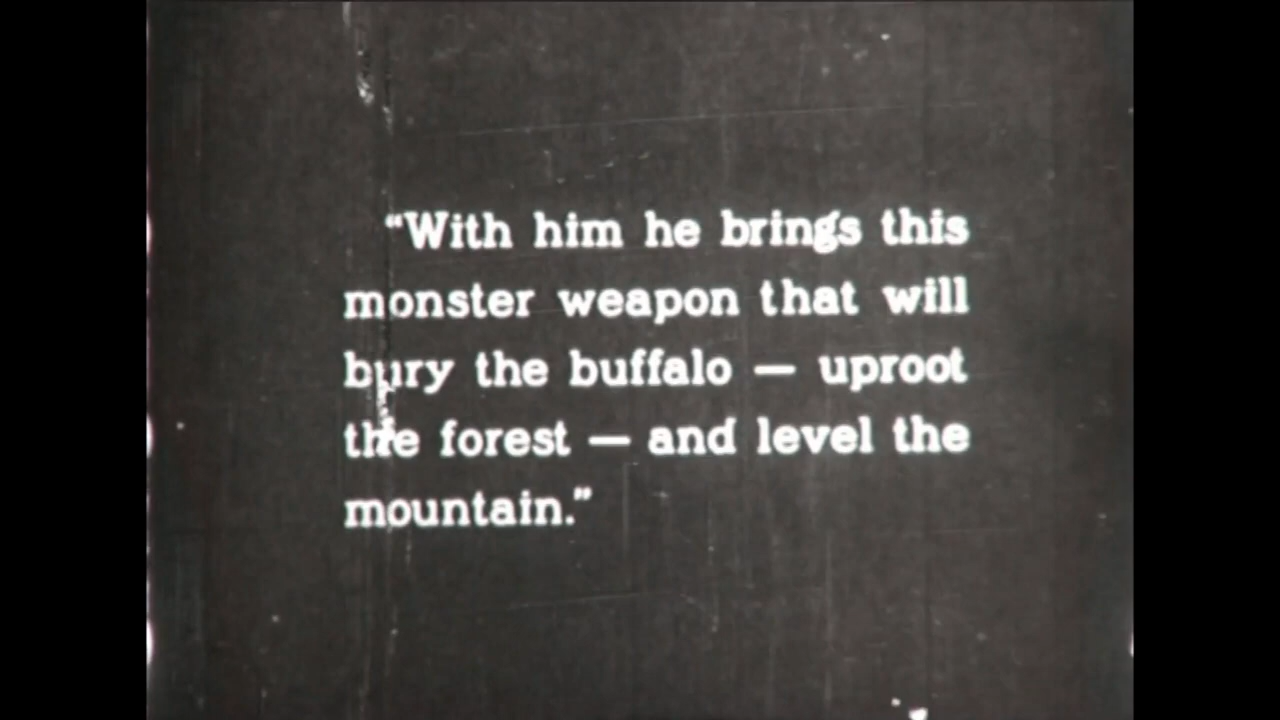 “With him he brings this
monster weapon that will
bury the buffalo — uproot
the forest — and level the
mountain.”